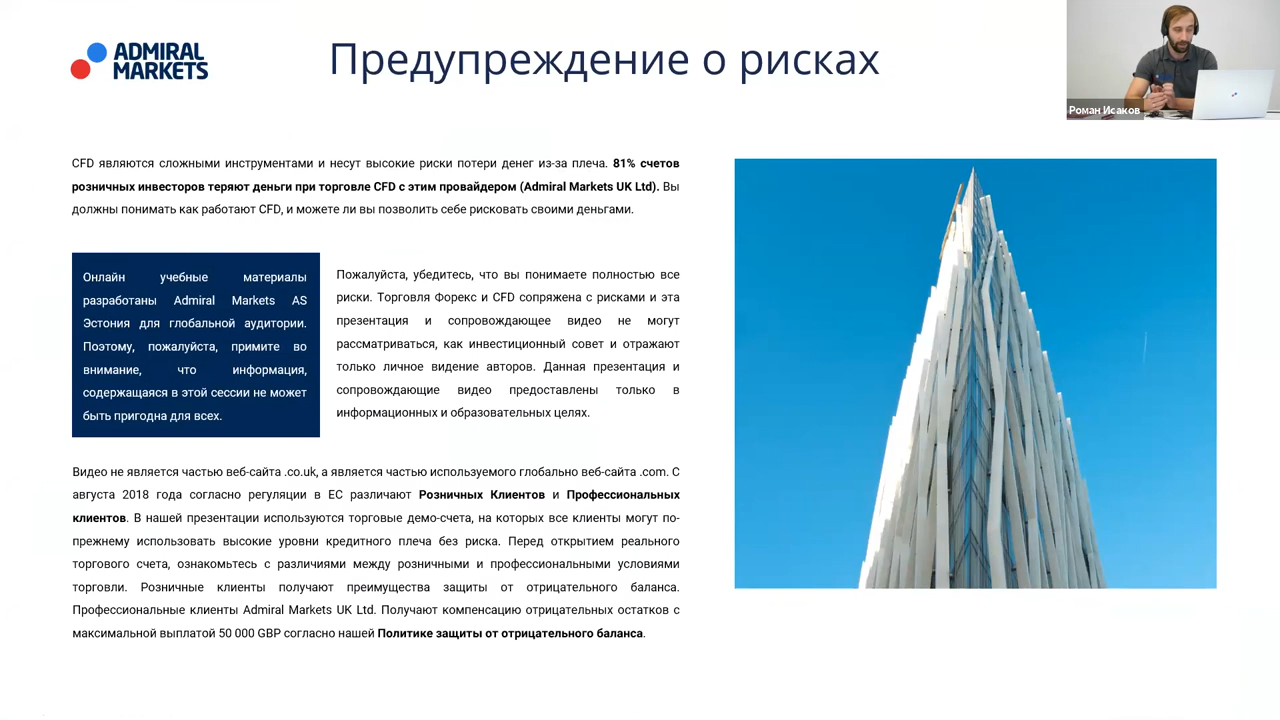 ADMIRAL
MARKETS
Предупреждение о рисках
Роман Исаков
CFD являются сложными инструментами и несут высокие риски потери денег из-за плеча. 81% счетов
розничных инвесторов теряют деньги при торговле CFD с этим провайдером (Admiral Markets UK Ltd). Вы
должны понимать как работают CFD, и можете ли вы позволить себе рисковать своими деньгами.
Онлайн учебные материалы
разработаны Admiral Markets AS
Эстония для глобальной аудитории.
Поэтому, пожалуйста, примите во
внимание, что информация,
содержащаяся в этой сессии не может
быть пригодна для всех.
Пожалуйста, убедитесь, что вы понимаете полностью все
риски. Торговля Форекс и CFD сопряжена с рисками и эта
презентация и сопровождающее видео не могут
рассматриваться, как инвестиционный совет и отражают
только личное видение авторов. Данная презентация и
сопровождающие видео предоставлены только в
информационных и образовательных целях.
Видео не является частью веб-сайта .co.uk, а является частью используемого глобально веб-сайта .com. С
августа 2018 года согласно регуляции в ЕС различают Розничных Клиентов и Профессиональных
клиентов. В нашей презентации используются торговые демо-счета, на которых все клиенты могут по-
прежнему использовать высокие уровни кредитного плеча без риска. Перед открытием реального
торгового счета, ознакомьтесь с различиями между розничными и профессиональными условиями
торговли. Розничные клиенты получают преимущества защиты от отрицательного баланса.
Профессиональные клиенты Admiral Markets UK Ltd. Получают компенсацию отрицательных остатков с
максимальной выплатой 50 000 GBP согласно нашей Политике защиты от отрицательного баланса.